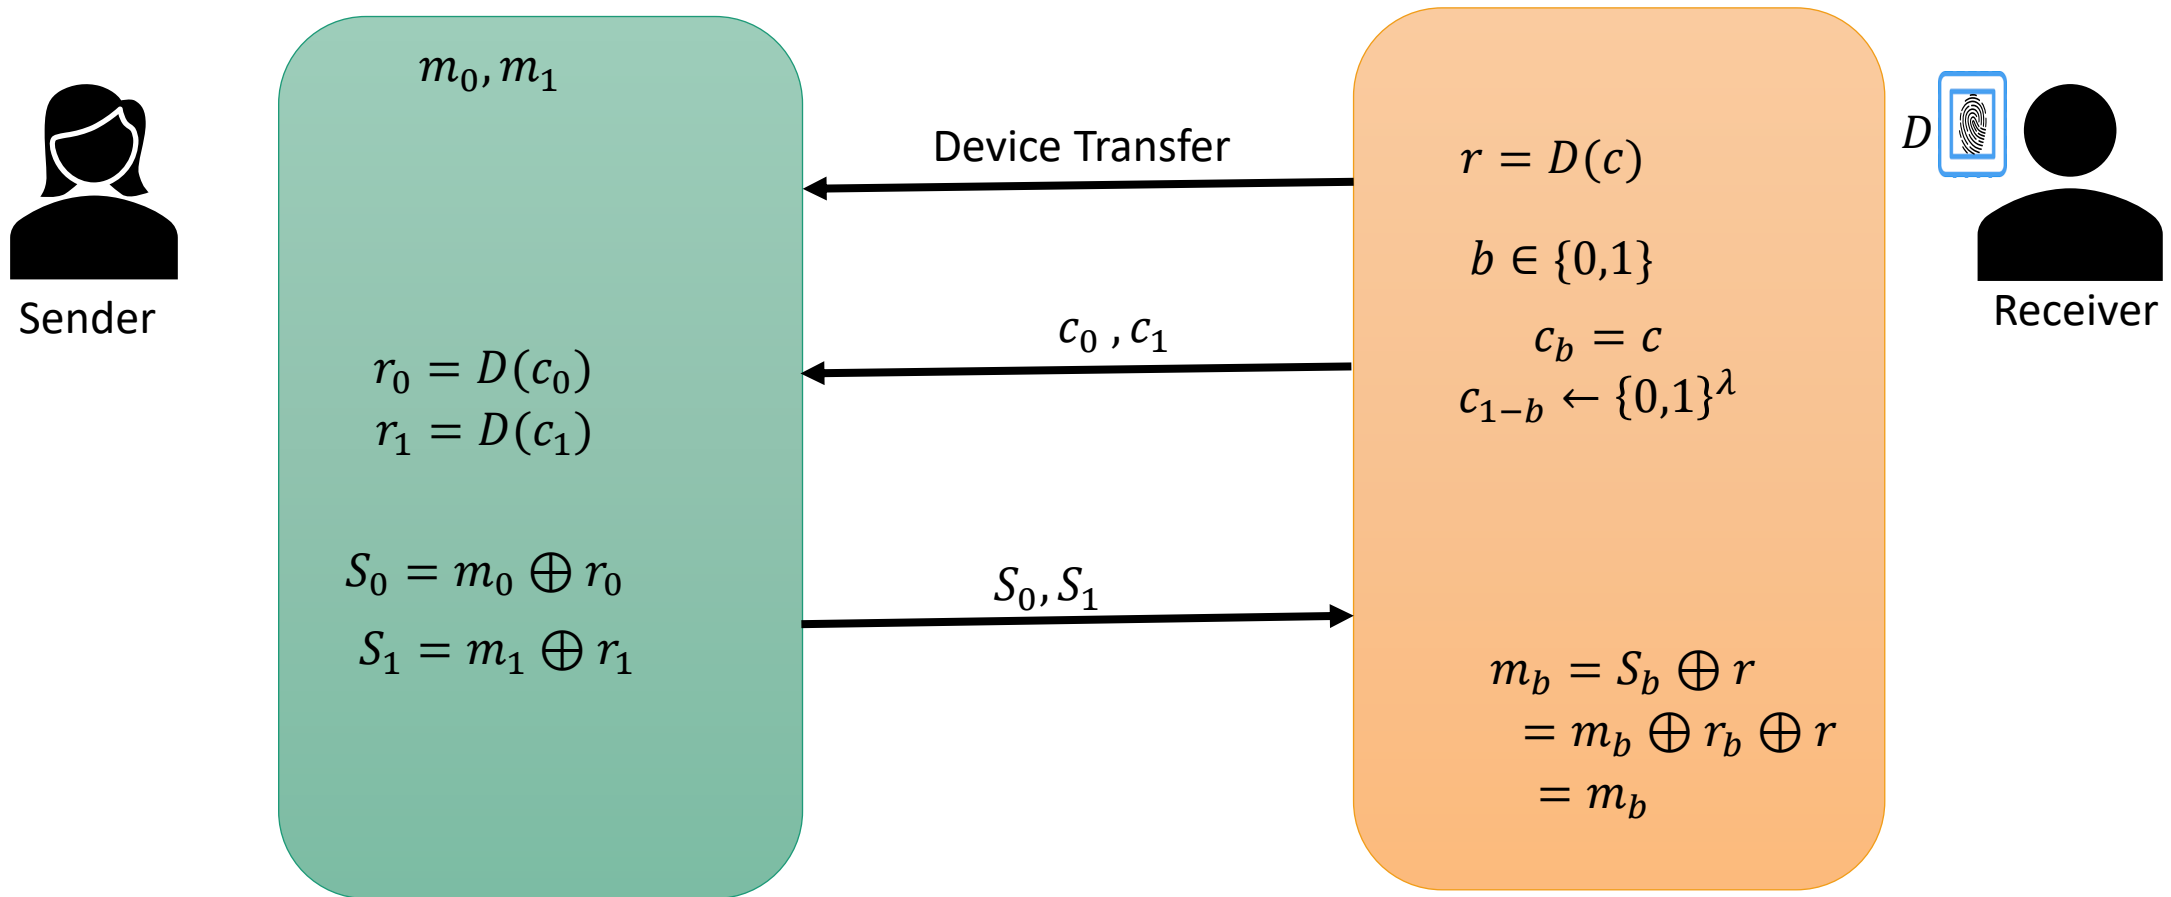 m₀, m₁
Sender
r₀ = D(c₀)
r₁ = D(c₁)
S₀ = m₀ ⊕ r₀
S₁ = m₁ ⊕ r₁
Device Transfer
c₀ , c₁
S₀, S₁
r = D(c)
b ∈ {0,1}
c_b = c
c_{1−b} ← {0,1}^λ
m_b = S_b ⊕ r
= m_b ⊕ r_b ⊕ r
= m_b
D
Receiver